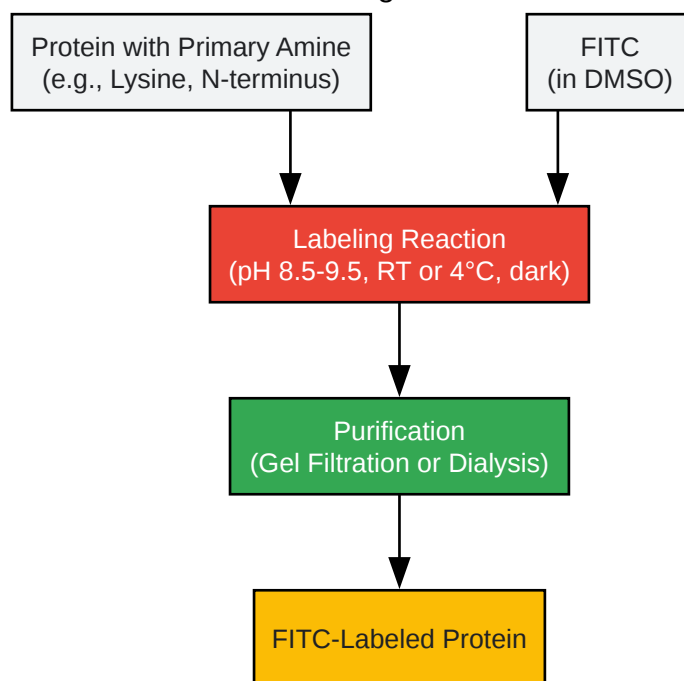 Protein with Primary Amine
(e.g., Lysine, N-terminus)
FITC
(in DMSO)
Labeling Reaction
(pH 8.5-9.5, RT or 4°C, dark)
Purification
(Gel Filtration or Dialysis)
FITC-Labeled Protein